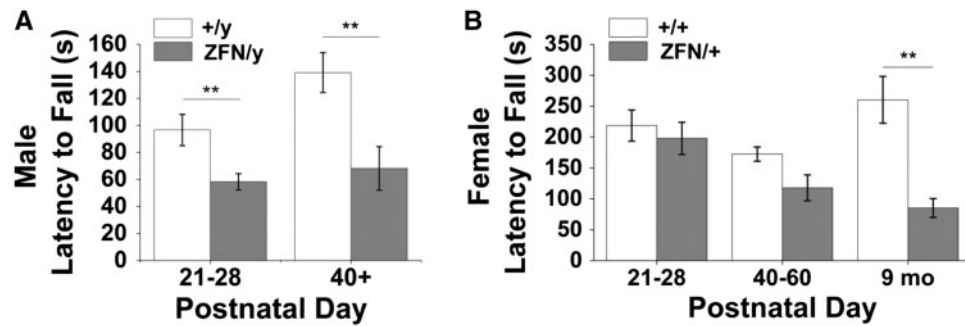 A
+/y
ZFN/y
**
**
Male
Latency to Fall (s)
160
140
120
100
80
60
40
20
0
21-28
40+
Postnatal Day
B
+/+
ZFN/+
**
Female
Latency to Fall (s)
350
300
250
200
150
100
50
0
21-28
40-60
9 mo
Postnatal Day